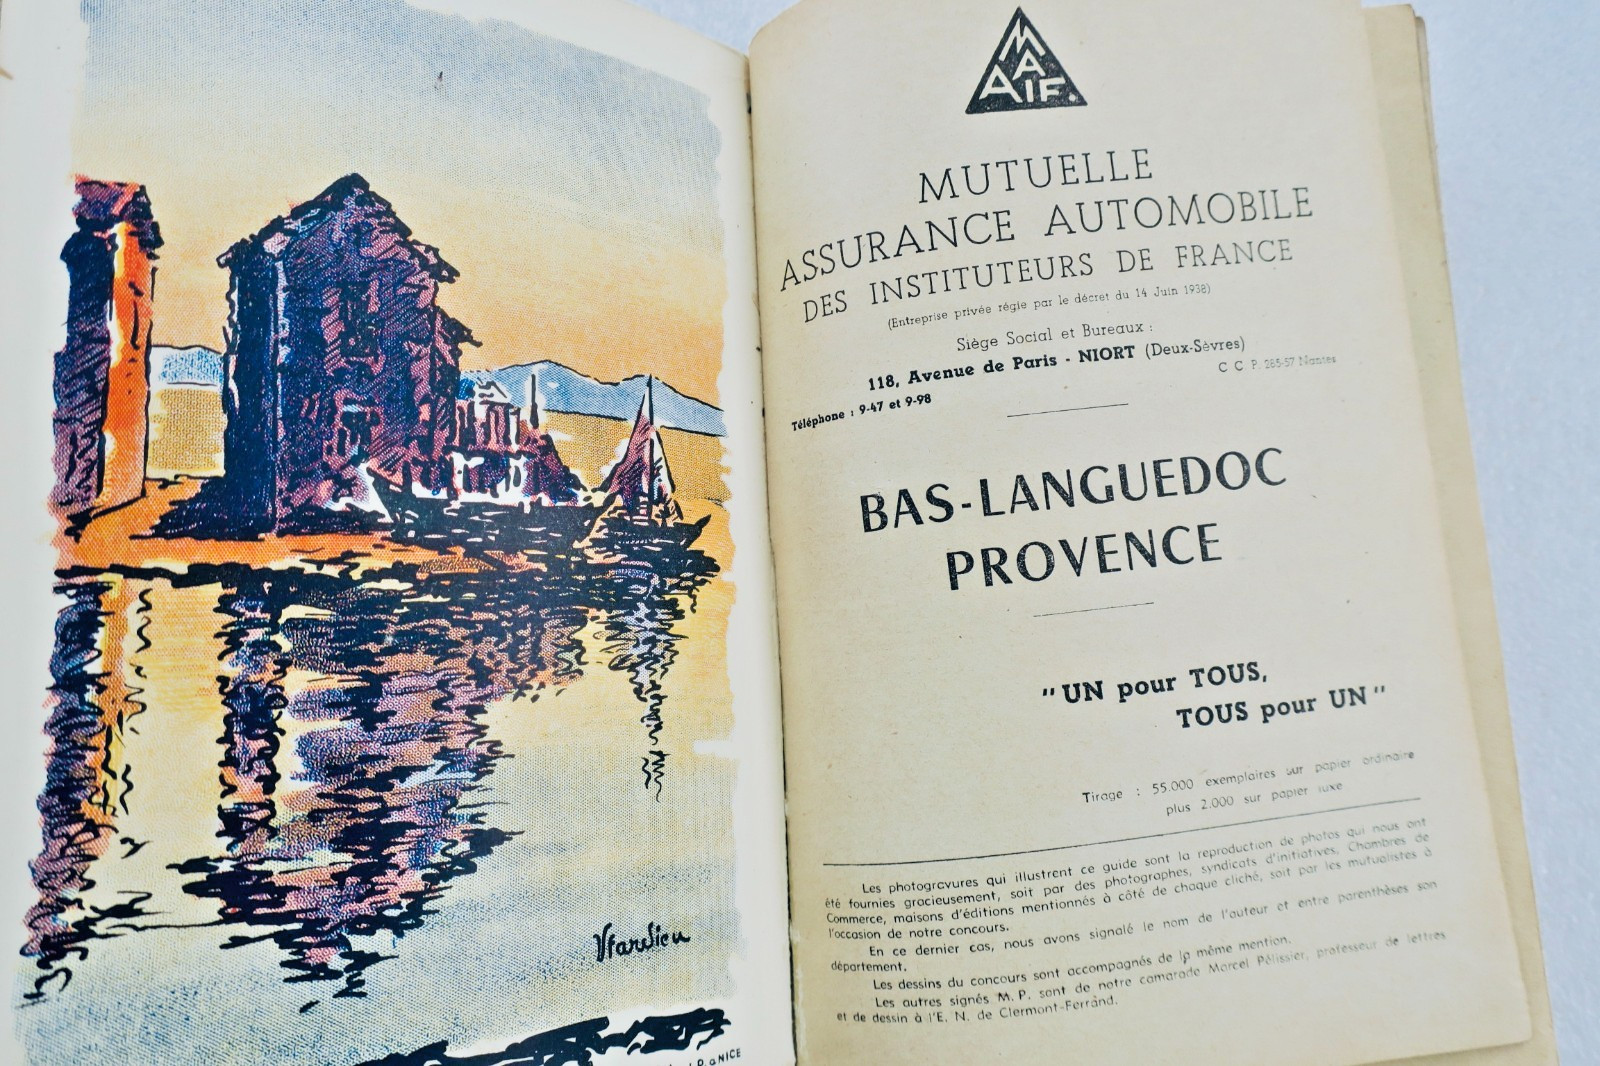 Vtardieu
P. à NICE
MAAIF.
MUTUELLE
ASSURANCE AUTOMOBILE
DES INSTITUTEURS DE FRANCE
(Entreprise privée régie par le décret du 14 Juin 1938)
Siège Social et Bureaux :
118, Avenue de Paris - NIORT (Deux-Sèvres)
C C P 265-57 Nantes
Téléphone : 9-47 et 9-98
BAS-LANGUEDOC
PROVENCE
"UN pour TOUS,
TOUS pour UN"
Tirage : 55.000 exemplaires sur papier ordinaire
plus 2.000 sur papier luxe
Les photogravures qui illustrent ce guide sont la reproduction de photos qui nous ont
été fournies gracieusement, soit par des photographes, syndicats d'initiatives, Chambres de
Commerce, maisons d'éditions mentionnés à côté de chaque cliché, soit par les mutualistes à
l'occasion de notre concours.
En ce dernier cas, nous avons signalé le nom de l'auteur et entre parenthèses son
département.
Les dessins du concours sont accompagnés de la même mention.
Les autres signés M. P. sont de notre camarade Marcel Pélissier, professeur de lettres
et de dessin à l'E. N. de Clermont-Ferrand.